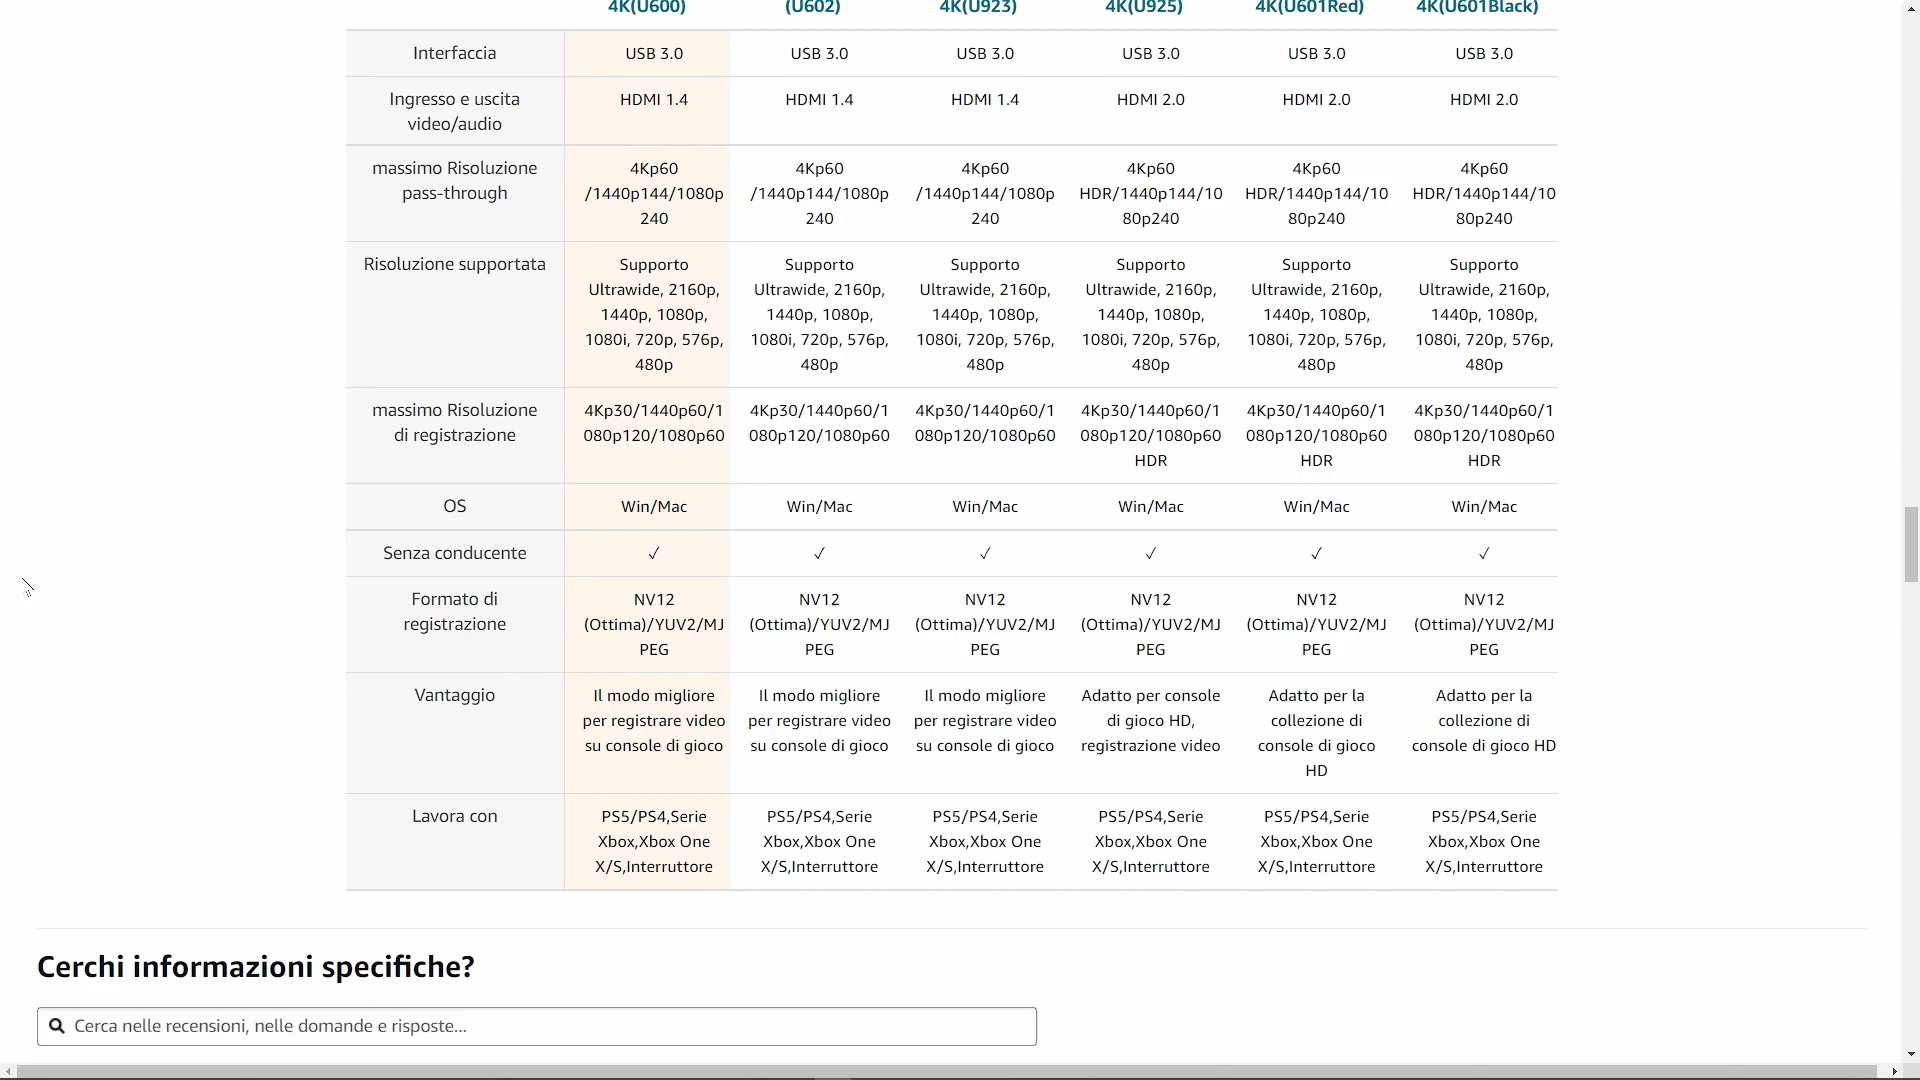 4K(U600) (U602) 4K(U923) 4K(U925) 4K(U601Red) 4K(U601Black)
Interfaccia USB 3.0 USB 3.0 USB 3.0 USB 3.0 USB 3.0 USB 3.0
Ingresso e uscita HDMI 1.4 HDMI 1.4 HDMI 1.4 HDMI 2.0 HDMI 2.0 HDMI 2.0
video/audio
massimo Risoluzione 4Kp60 4Kp60 4Kp60 4Kp60 4Kp60 4Kp60
pass-through /1440p144/1080p /1440p144/1080p /1440p144/1080p HDR/1440p144/10 HDR/1440p144/10 HDR/1440p144/10
240 240 240 80p240 80p240 80p240
Risoluzione supportata Supporto Supporto Supporto Supporto Supporto Supporto
Ultrawide, 2160p, Ultrawide, 2160p, Ultrawide, 2160p, Ultrawide, 2160p, Ultrawide, 2160p, Ultrawide, 2160p,
1440p, 1080p, 1440p, 1080p, 1440p, 1080p, 1440p, 1080p, 1440p, 1080p, 1440p, 1080p,
1080i, 720p, 576p, 1080i, 720p, 576p, 1080i, 720p, 576p, 1080i, 720p, 576p, 1080i, 720p, 576p, 1080i, 720p, 576p,
480p 480p 480p 480p 480p 480p
massimo Risoluzione 4Kp30/1440p60/1 4Kp30/1440p60/1 4Kp30/1440p60/1 4Kp30/1440p60/1 4Kp30/1440p60/1 4Kp30/1440p60/1
di registrazione 080p120/1080p60 080p120/1080p60 080p120/1080p60 080p120/1080p60 080p120/1080p60 080p120/1080p60
HDR HDR HDR
OS Win/Mac Win/Mac Win/Mac Win/Mac Win/Mac Win/Mac
Senza conducente ✓ ✓ ✓ ✓ ✓ ✓
Formato di NV12 NV12 NV12 NV12 NV12 NV12
registrazione (Ottima)/YUV2/MJ (Ottima)/YUV2/MJ (Ottima)/YUV2/MJ (Ottima)/YUV2/MJ (Ottima)/YUV2/MJ (Ottima)/YUV2/MJ
PEG PEG PEG PEG PEG PEG
Vantaggio Il modo migliore Il modo migliore Il modo migliore Adatto per console Adatto per la Adatto per la
per registrare video per registrare video per registrare video di gioco HD, collezione di collezione di
su console di gioco su console di gioco su console di gioco registrazione video console di gioco console di gioco HD
HD
Lavora con PS5/PS4,Serie PS5/PS4,Serie PS5/PS4,Serie PS5/PS4,Serie PS5/PS4,Serie PS5/PS4,Serie
Xbox,Xbox One Xbox,Xbox One Xbox,Xbox One Xbox,Xbox One Xbox,Xbox One Xbox,Xbox One
X/S,Interruttore X/S,Interruttore X/S,Interruttore X/S,Interruttore X/S,Interruttore X/S,Interruttore
Cerchi informazioni specifiche?
Cerca nelle recensioni, nelle domande e risposte...